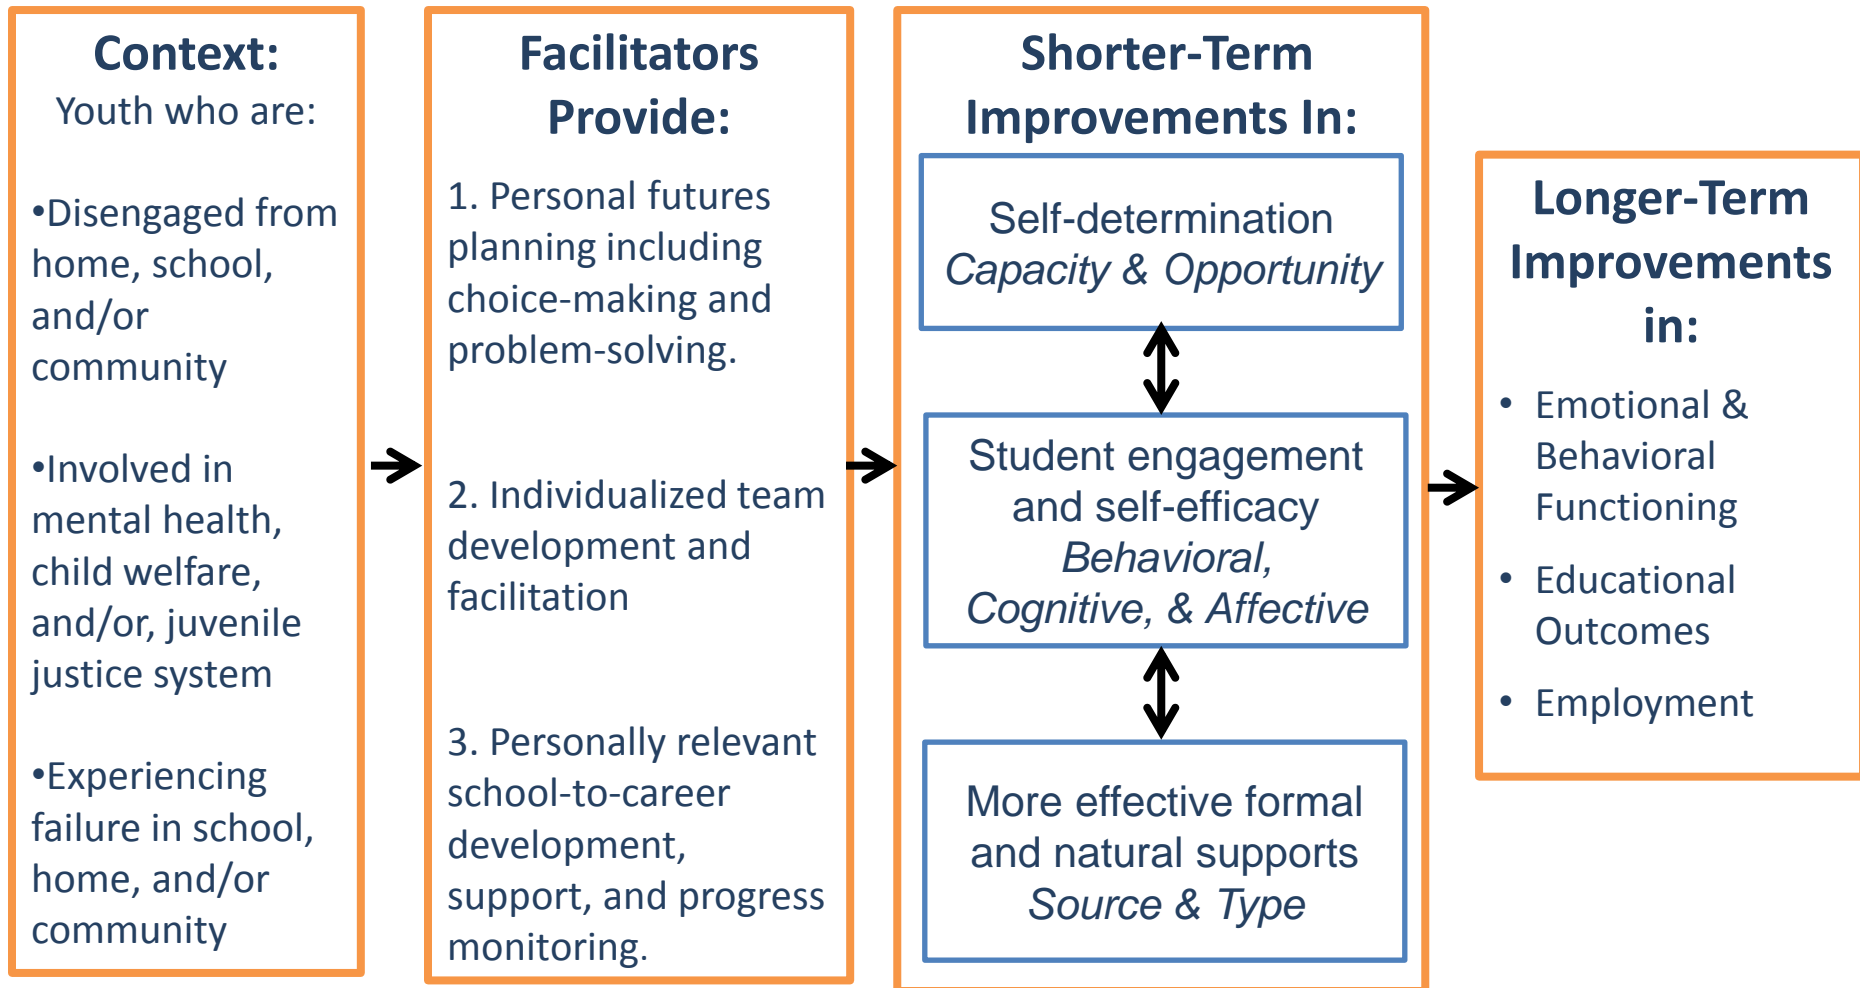 Context:
Youth who are:
•Disengaged from
home, school,
and/or
community
•Involved in
mental health,
child welfare,
and/or, juvenile
justice system
•Experiencing
failure in school,
home, and/or
community
Facilitators
Provide:
1. Personal futures
planning including
choice-making and
problem-solving.
2. Individualized team
development and
facilitation
3. Personally relevant
school-to-career
development,
support, and progress
monitoring.
Shorter-Term
Improvements In:
Self-determination
Capacity & Opportunity
Student engagement
and self-efficacy
Behavioral,
Cognitive, & Affective
More effective formal
and natural supports
Source & Type
Longer-Term
Improvements
in:
• Emotional &
Behavioral
Functioning
• Educational
Outcomes
• Employment